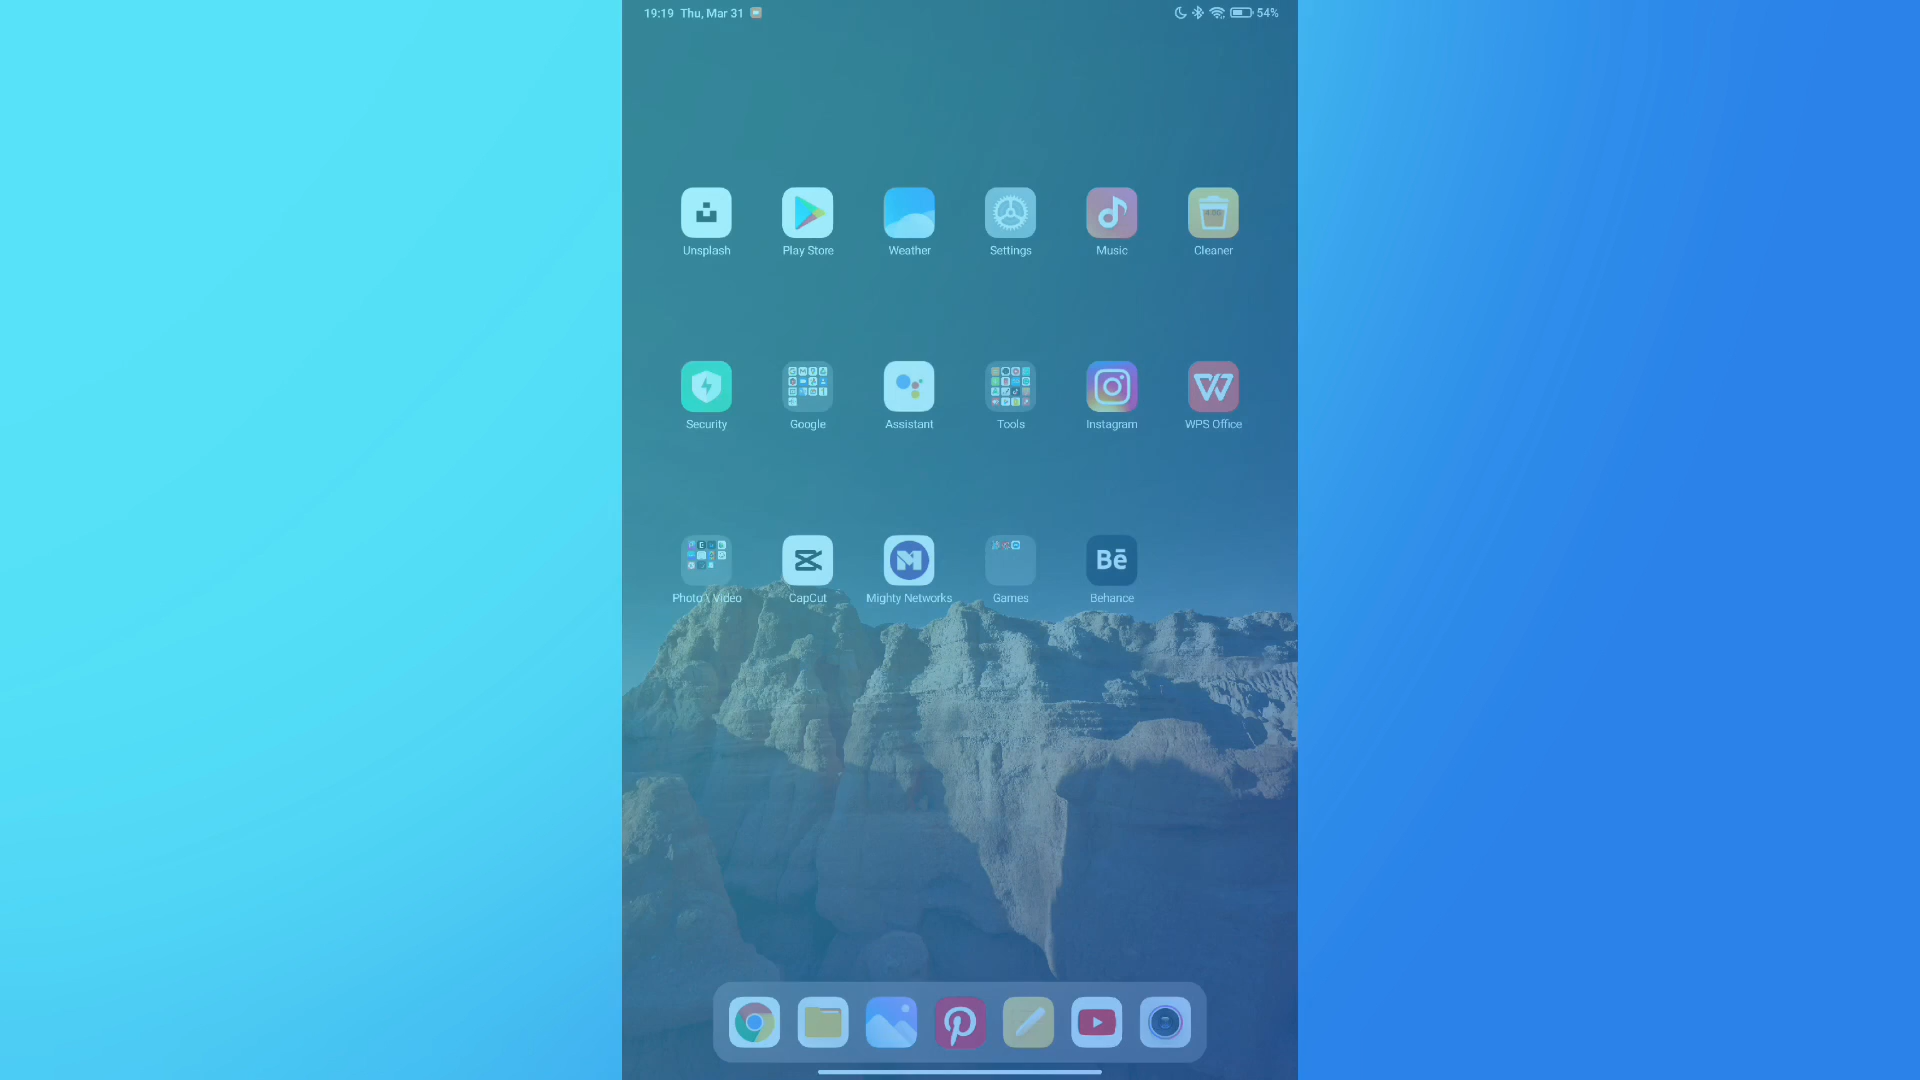 19:19 Thu, Mar 31
54%
Unsplash
Play Store
Weather
Settings
Music
Cleaner
Security
Google
Assistant
Tools
Instagram
WPS Office
Bē
Photo \ Video
CapCut
Mighty Networks
Games
Behance